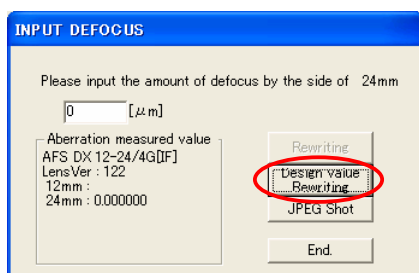 INPUT DEFOCUS
Please input the amount of defocus by the side of 24mm
0 [μm]
Aberration measured value
AFS DX 12-24/4G[IF]
LensVer : 122
12mm :
24mm : 0.000000
Rewriting
Design value
Rewriting
JPEG Shot
End.